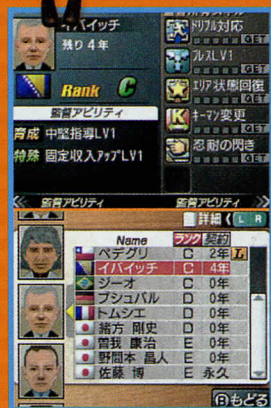 イバイッチ
残り4年
Rank C
監督アビリティ
育成 中堅指導LV1
特殊 固定収入アップLV1
ドリブル対応
GET
プレスLV1
GET
エリア状態回復
GET
キーマン変更
GET
忍耐の閃き
GET
監督アビリティ
監督アビリティ
詳細 L R
Name ランク 契約
ペデグリ C 2年
イバイッチ C 4年
ジーオ C 0年
ブシュバル D 0年
トムシエ D 0年
緒方 剛史 D 0年
曽我 康治 E 0年
野間本 昌人 E 0年
佐藤 博 E 永久
Bもどる